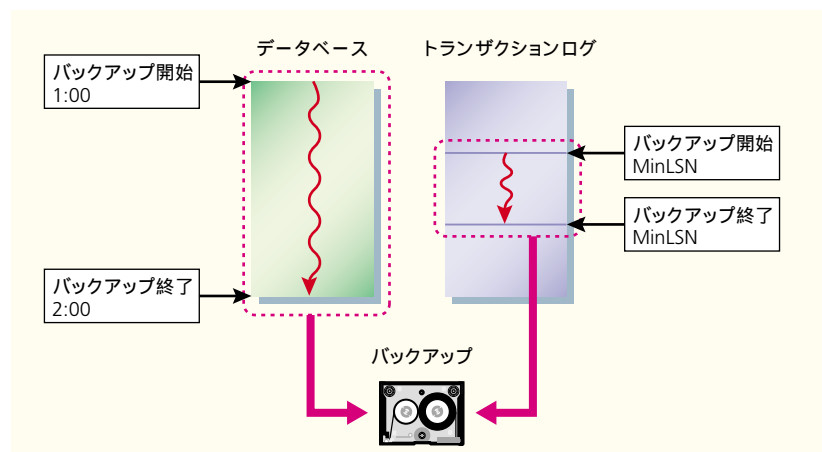 データベース
トランザクションログ
バックアップ開始
1:00
バックアップ開始
MinLSN
バックアップ終了
MinLSN
バックアップ終了
2:00
バックアップ